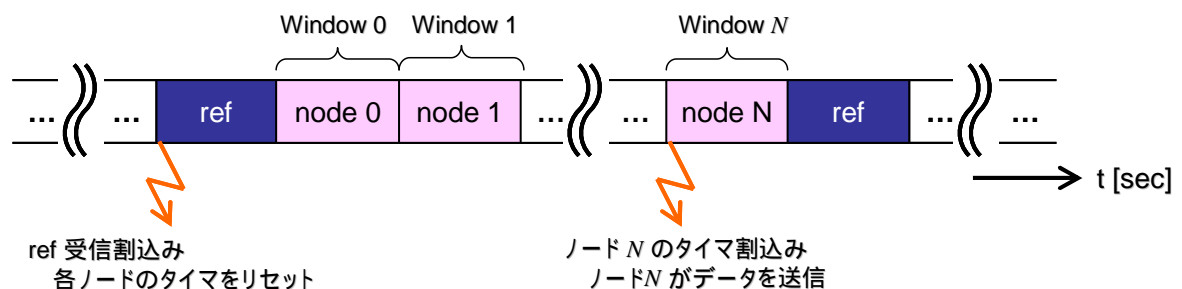 Window 0 Window 1 Window N
... ... ref node 0 node 1 ... ... node N ref ... ...
t [sec]
ref 受信割込み
各ノードのタイマをリセット
ノード N のタイマ割込み
ノードN がデータを送信